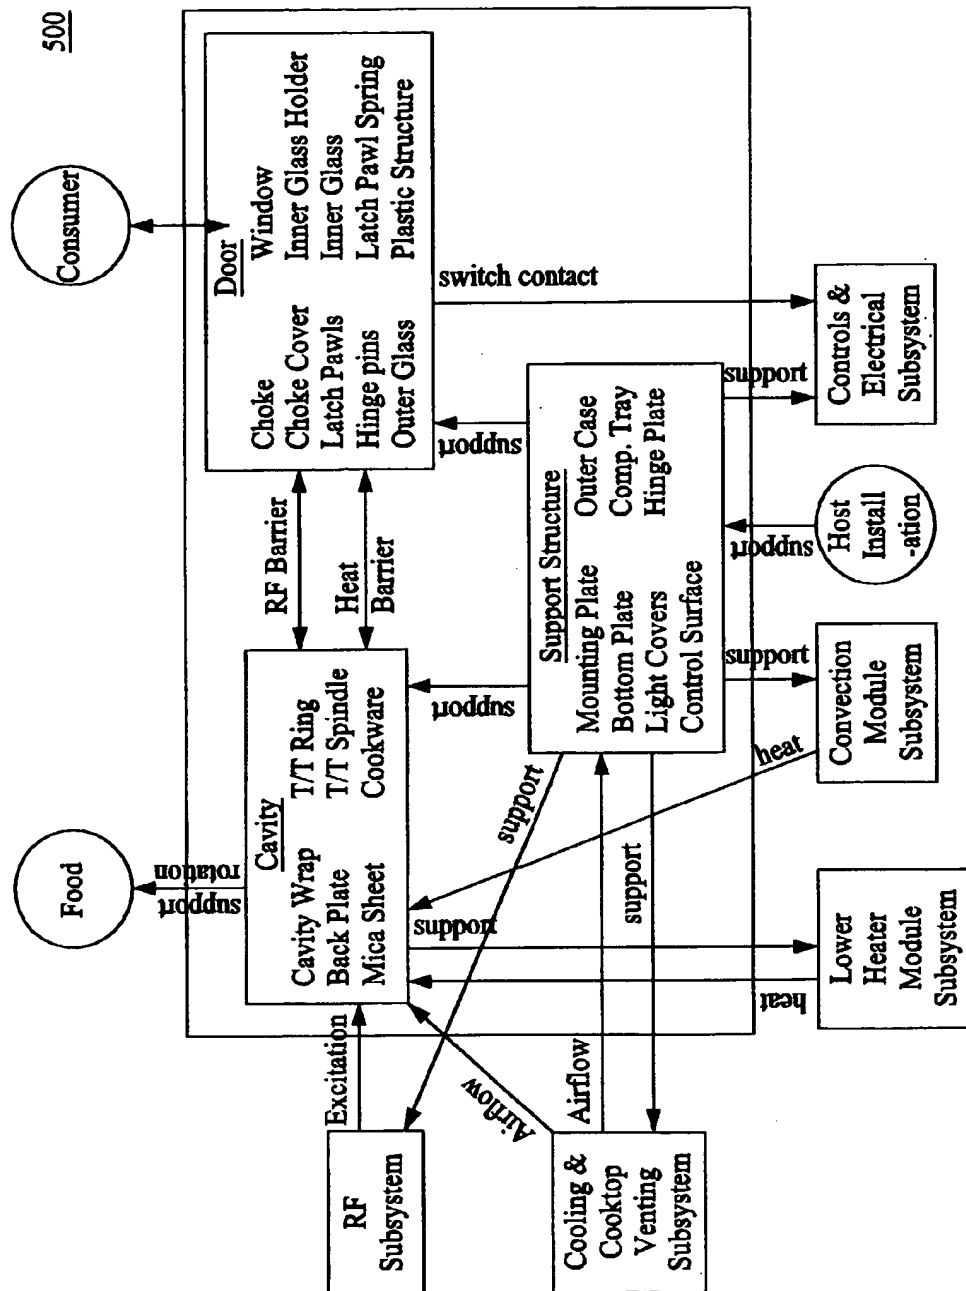 500
Consumer
Food
Door
Choke
Window
Choke Cover
Inner Glass Holder
Latch Pawls
Inner Glass
Hinge pins
Latch Pawl Spring
Outer Glass
Plastic Structure
RF Barrier
Heat
Barrier
support
rotation
Cavity
Cavity Wrap
T/T Ring
Back Plate
T/T Spindle
Mica Sheet
Cookware
Excitation
RF
Subsystem
switch contact
support
support
support
support
Support Structure
Mounting Plate
Outer Case
Bottom Plate
Comp. Tray
Light Covers
Hinge Plate
Control Surface
Airflow
Airflow
support
heat
Cooling &
Cooktop
Venting
Subsystem
support
support
support
heat
Lower
Heater
Module
Subsystem
Convection
Module
Subsystem
Host
Install
-ation
Controls &
Electrical
Subsystem